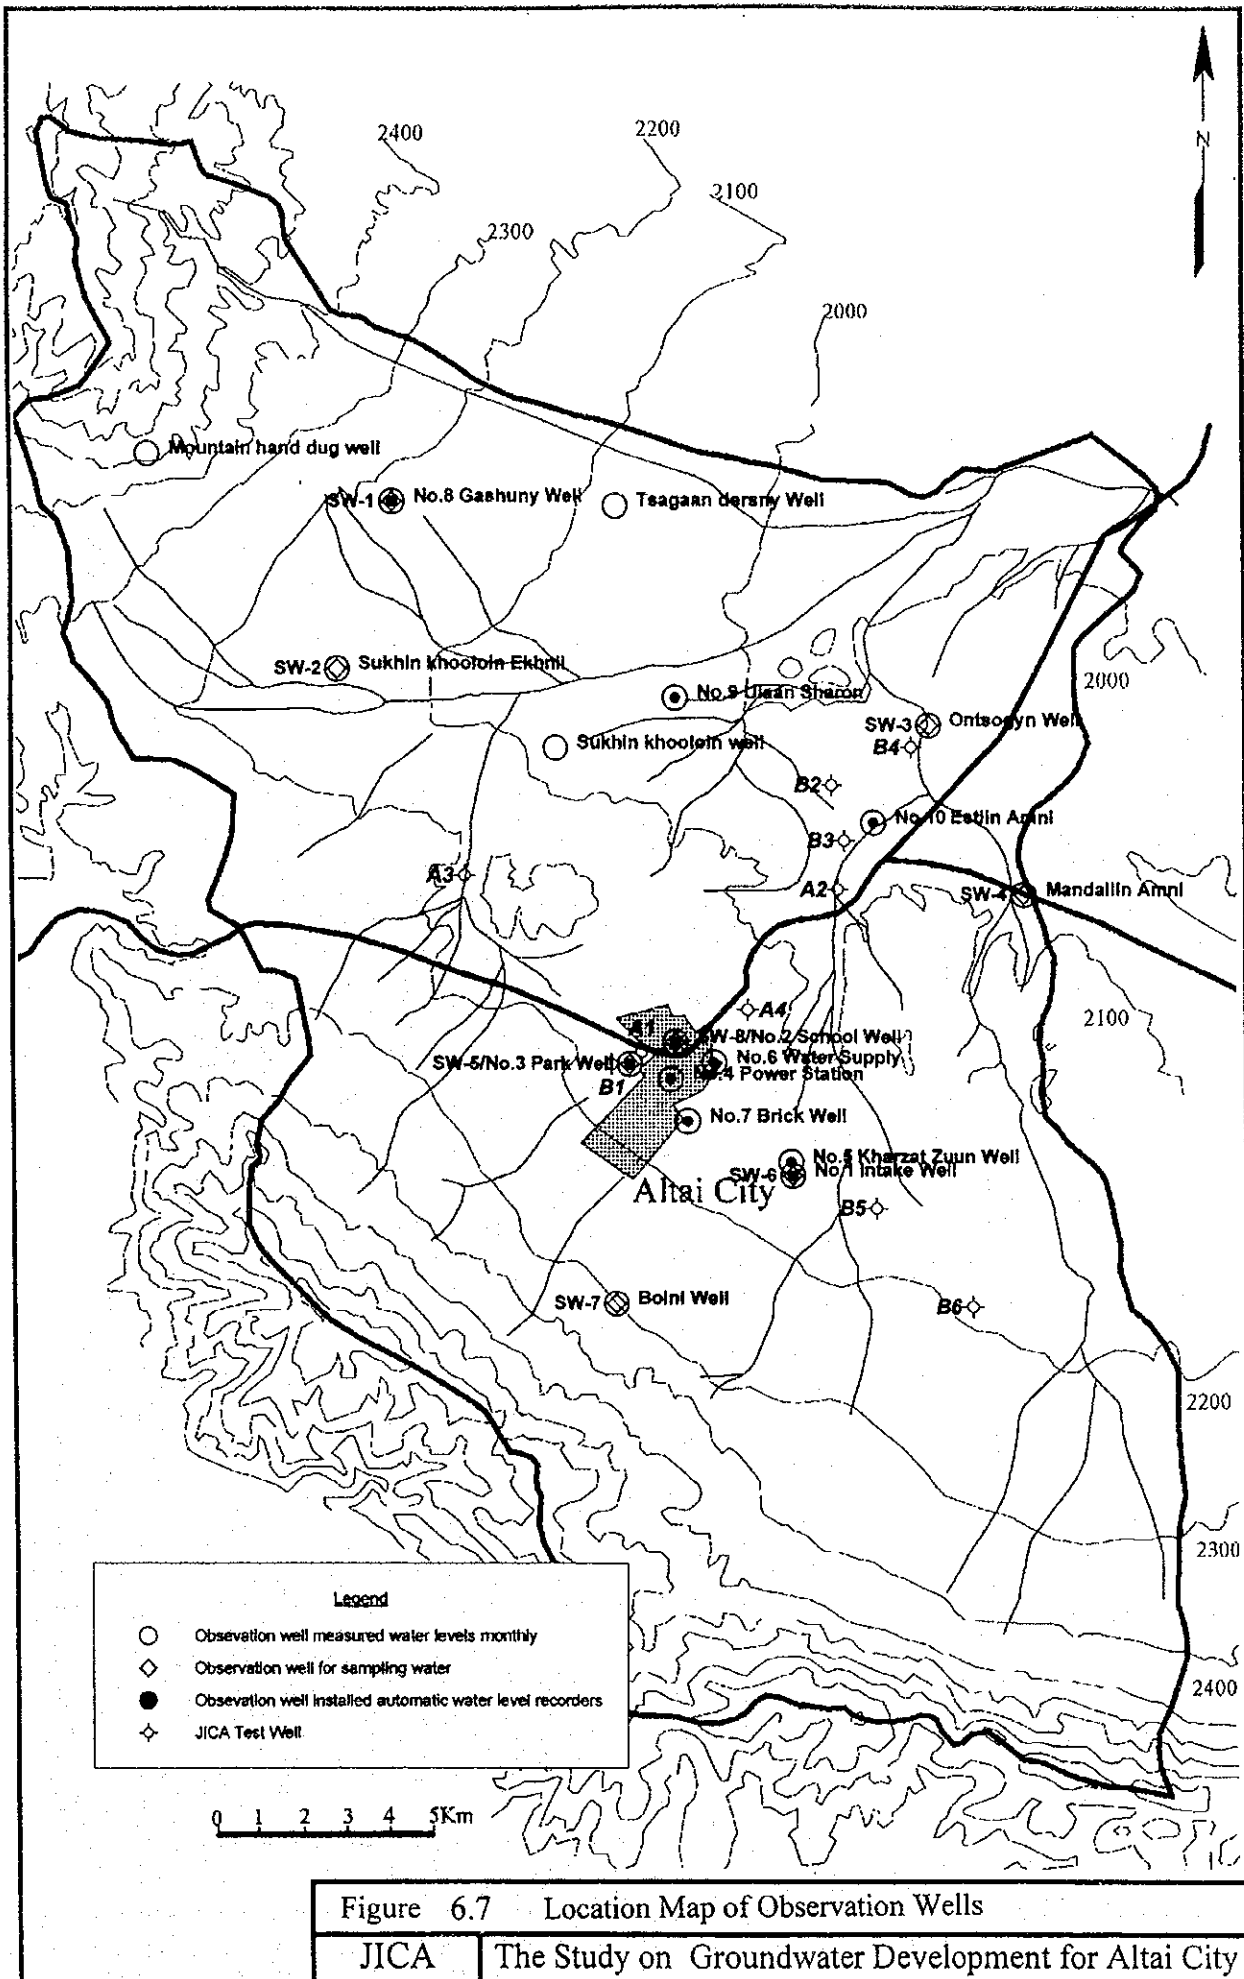 2400
2200
2100
N
2300
2000
Mountain hand dug well
SW-1 No.8 Gashuny Well
Tsagaan dersny Well
SW-2 Sukhin khooloin Ekhnii
2000
No.9 Ulaan Sharon
SW-3 Ontsogyn Well
Sukhin khooloin well
B4
B2
No.10 Estiin Amni
B3
A3
A2
SW-4 Mandaliin Amni
A4
A1
2100
SW-8/No.2 School Well
SW-5/No.3 Park Well
No.6 Water Supply
B1
No.4 Power Station
No.7 Brick Well
No.5 Kharzat Zuun Well
SW-6 No.1 Intake Well
Altai City
B5
SW-7 Boini Well
B6
2200
2300
Legend
Obsevation well measured water levels monthly
Observation well for sampling water
Obsevation well installed automatic water level recorders
JICA Test Well
2400
0 1 2 3 4 5Km
Figure 6.7 Location Map of Observation Wells
JICA The Study on Groundwater Development for Altai City